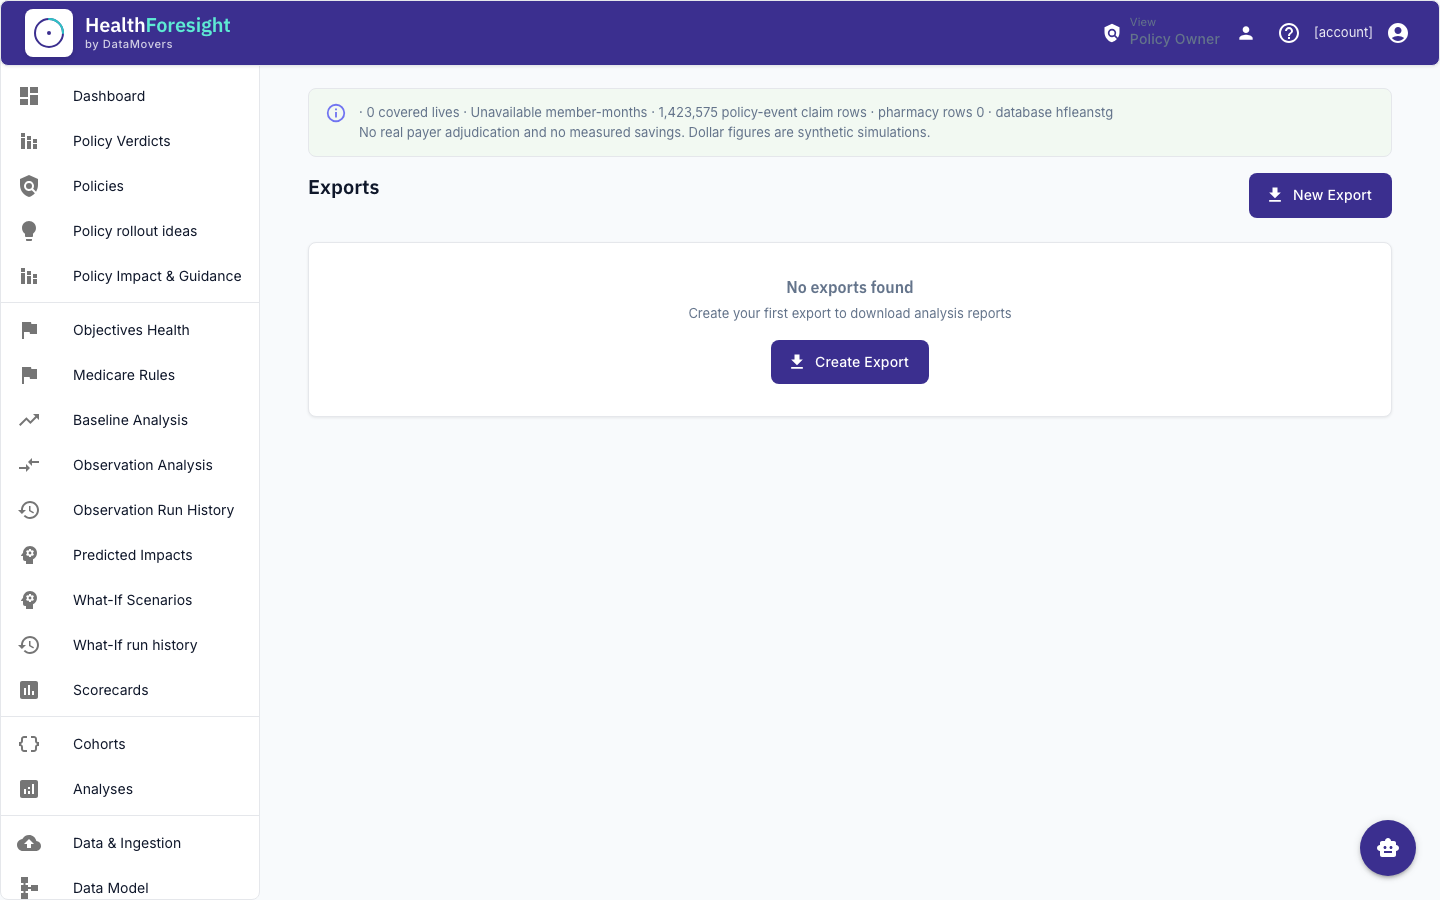 HealthForesight
by DataMovers
View
Policy Owner
[account]
Dashboard
Policy Verdicts
Policies
Policy rollout ideas
Policy Impact & Guidance
Objectives Health
Medicare Rules
Baseline Analysis
Observation Analysis
Observation Run History
Predicted Impacts
What-If Scenarios
What-If run history
Scorecards
Cohorts
Analyses
Data & Ingestion
Data Model
· 0 covered lives · Unavailable member-months · 1,423,575 policy-event claim rows · pharmacy rows 0 · database hfleanstg
No real payer adjudication and no measured savings. Dollar figures are synthetic simulations.
Exports
New Export
No exports found
Create your first export to download analysis reports
Create Export